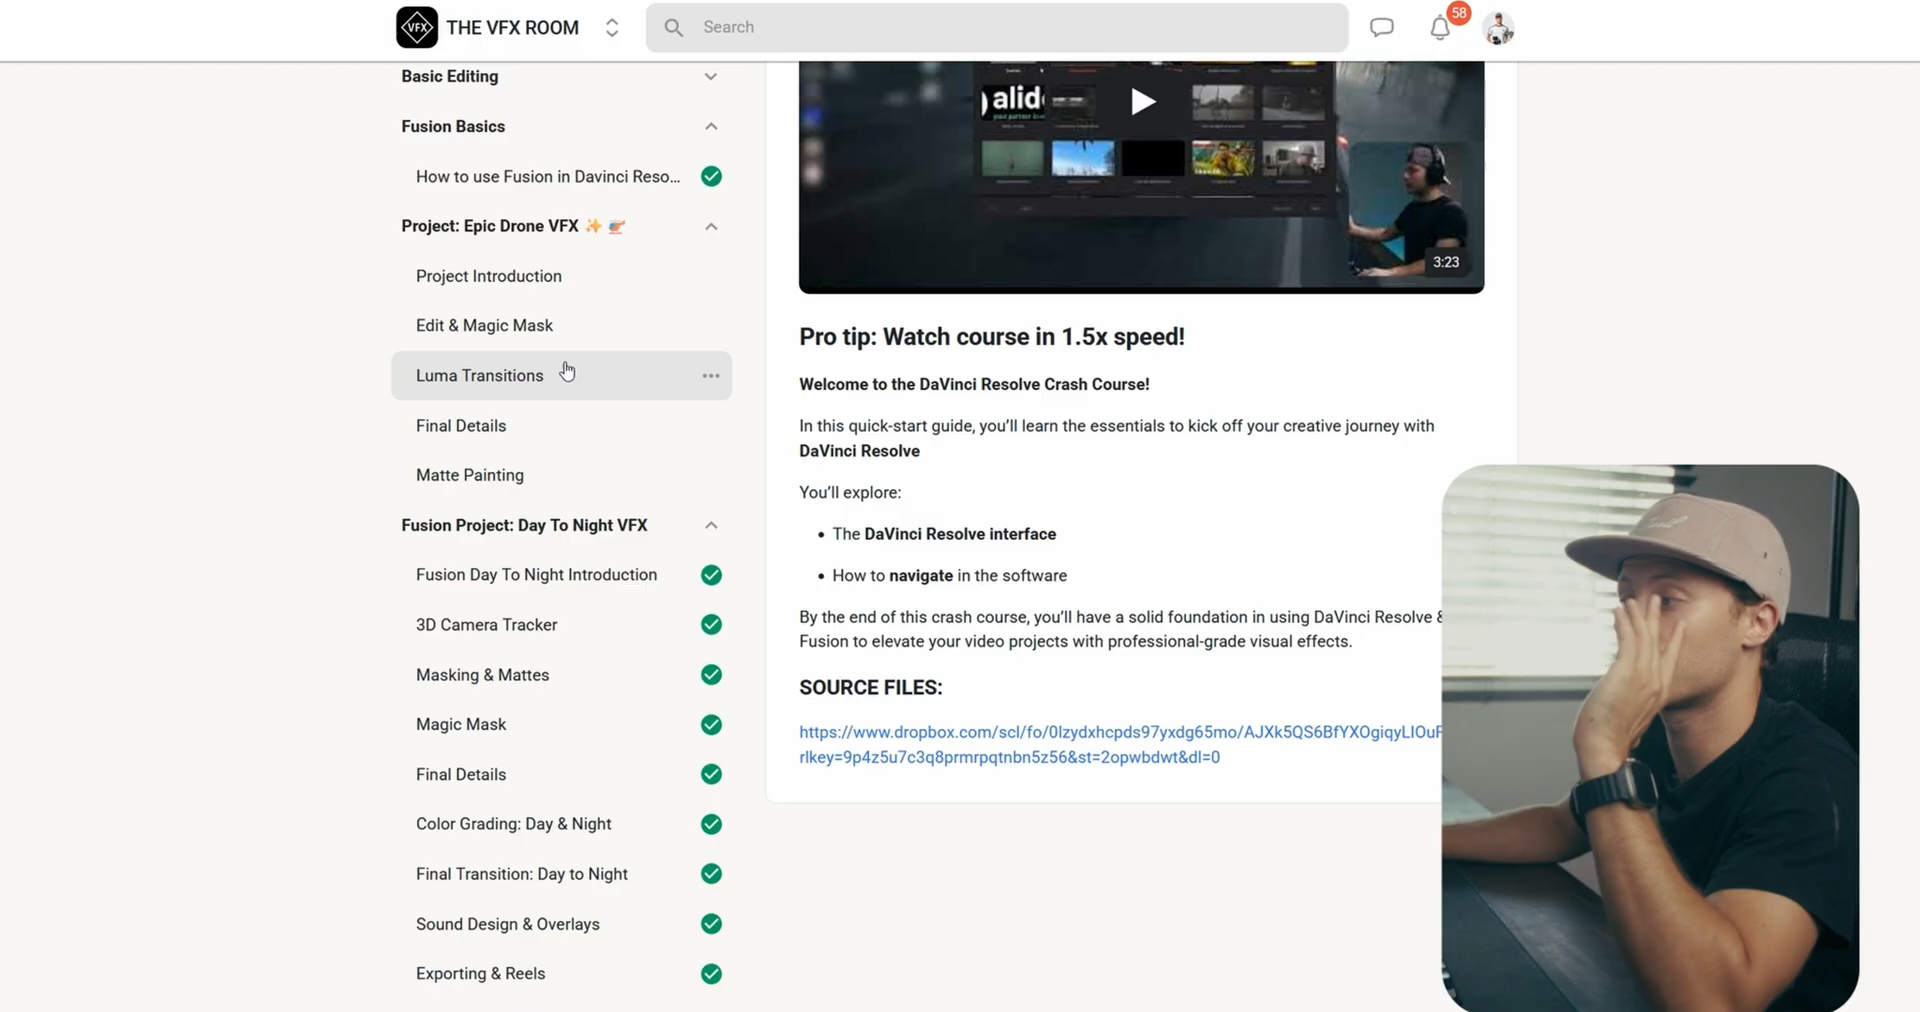 VFX
THE VFX ROOM
Search
58
Basic Editing
Fusion Basics
How to use Fusion in Davinci Reso...
Project: Epic Drone VFX ✨ 🚁
Project Introduction
Edit & Magic Mask
Luma Transitions
Final Details
Matte Painting
Fusion Project: Day To Night VFX
Fusion Day To Night Introduction
3D Camera Tracker
Masking & Mattes
Magic Mask
Final Details
Color Grading: Day & Night
Final Transition: Day to Night
Sound Design & Overlays
Exporting & Reels
alid
3:23
Pro tip: Watch course in 1.5x speed!
Welcome to the DaVinci Resolve Crash Course!
In this quick-start guide, you’ll learn the essentials to kick off your creative journey with
DaVinci Resolve
You’ll explore:
• The DaVinci Resolve interface
• How to navigate in the software
By the end of this crash course, you’ll have a solid foundation in using DaVinci Resolve &
Fusion to elevate your video projects with professional-grade visual effects.
SOURCE FILES:
https://www.dropbox.com/scl/fo/0lzydxhcpds97yxdg65mo/AJXk5QS6BfYXOgiqyLIOuF
rlkey=9p4z5u7c3q8prmrpqtnbn5z56&st=2opwbdwt&dl=0